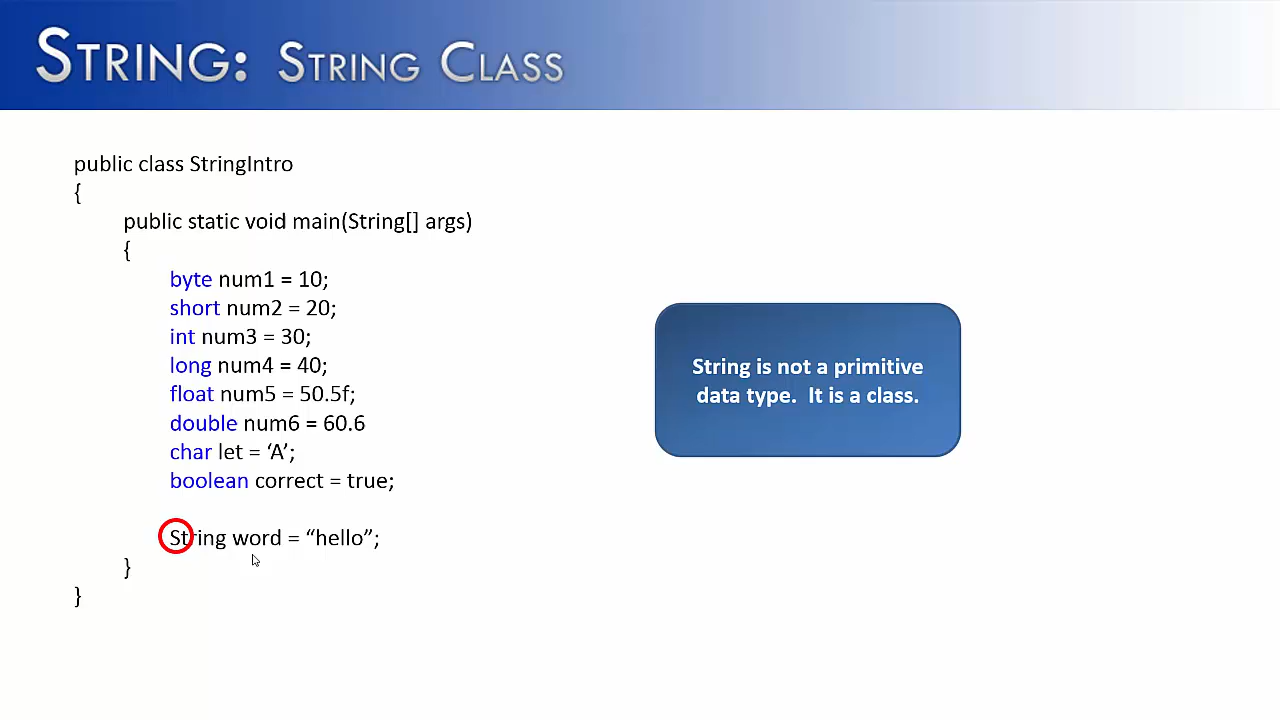 STRING: STRING CLASS
public class StringIntro
{
public static void main(String[] args)
{
byte num1 = 10;
short num2 = 20;
int num3 = 30;
long num4 = 40;
float num5 = 50.5f;
double num6 = 60.6
char let = ‘A’;
boolean correct = true;
String word = “hello”;
}
}
String is not a primitive
data type.  It is a class.